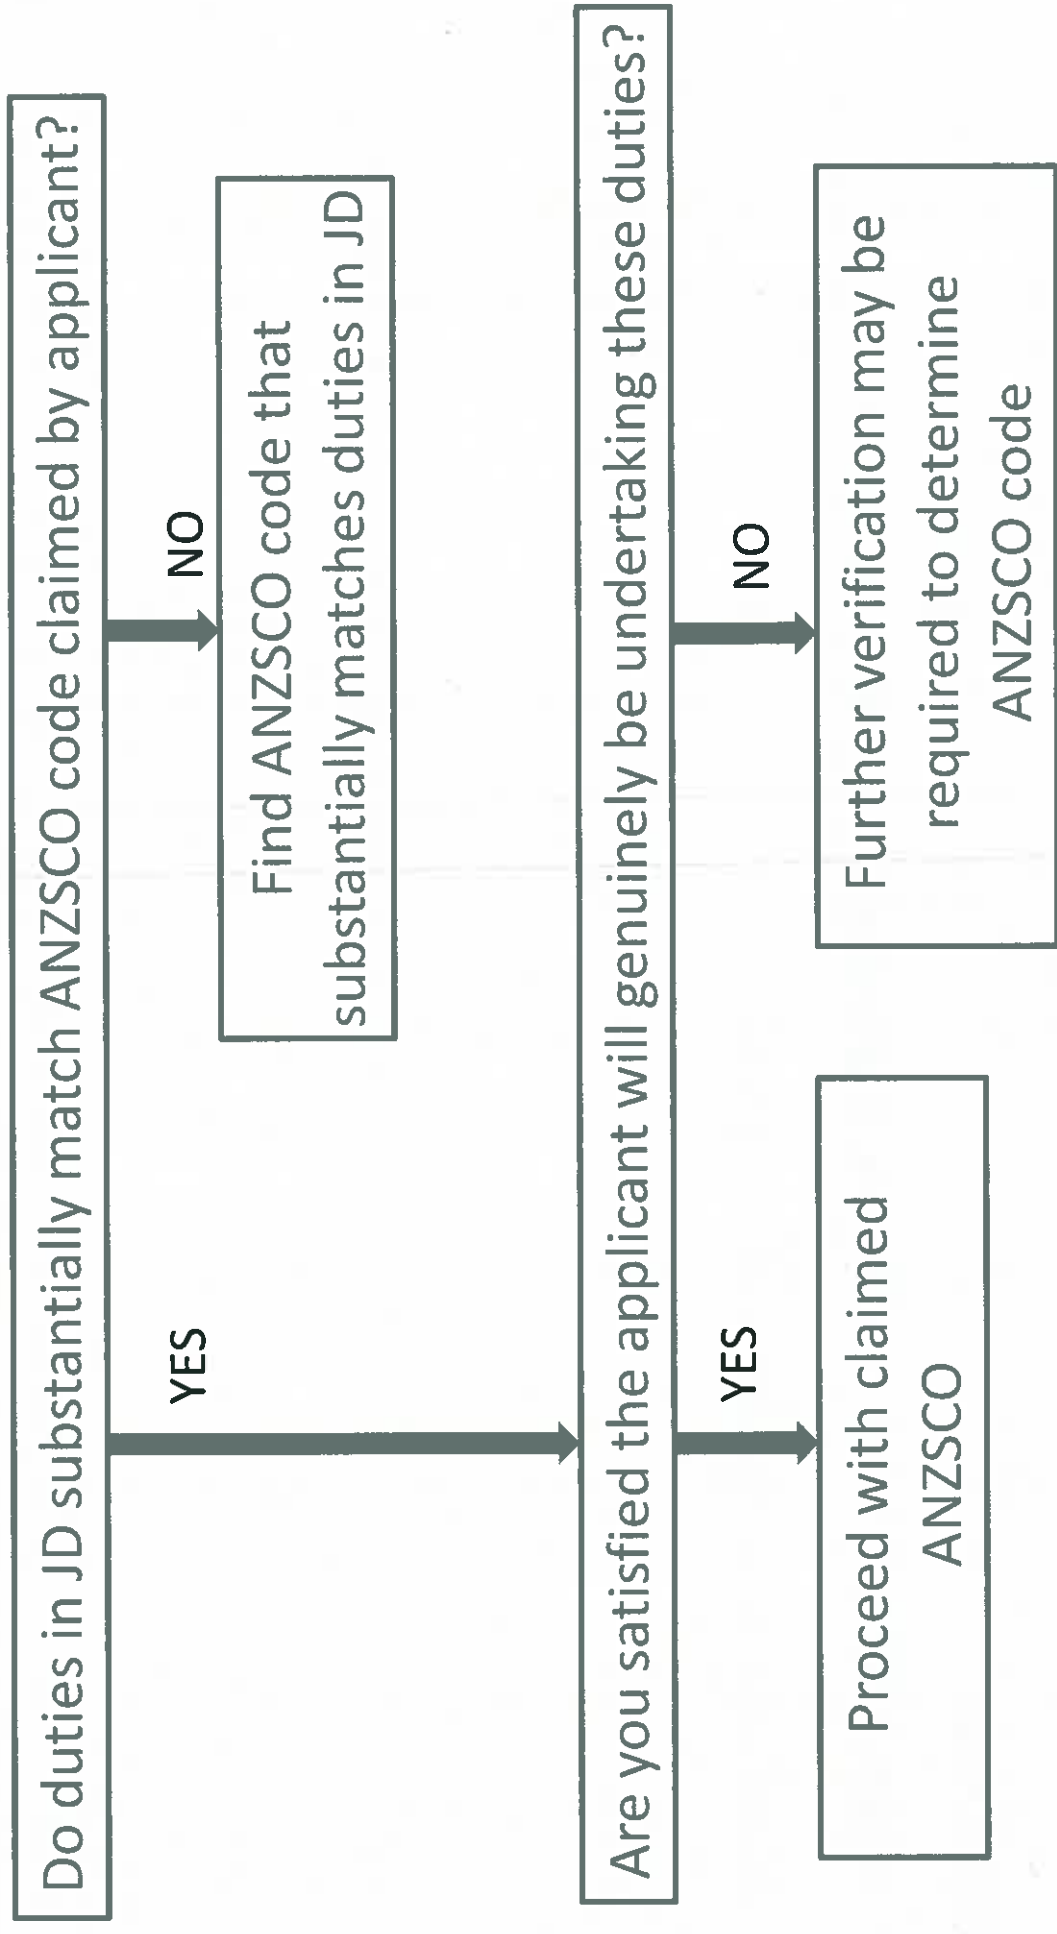 Do duties in JD substantially match ANZSCO code claimed by applicant?
YES
NO
Find ANZSCO code that
substantially matches duties in JD
Are you satisfied the applicant will genuinely be undertaking these duties?
YES
NO
Proceed with claimed
ANZSCO
Further verification may be
required to determine
ANZSCO code